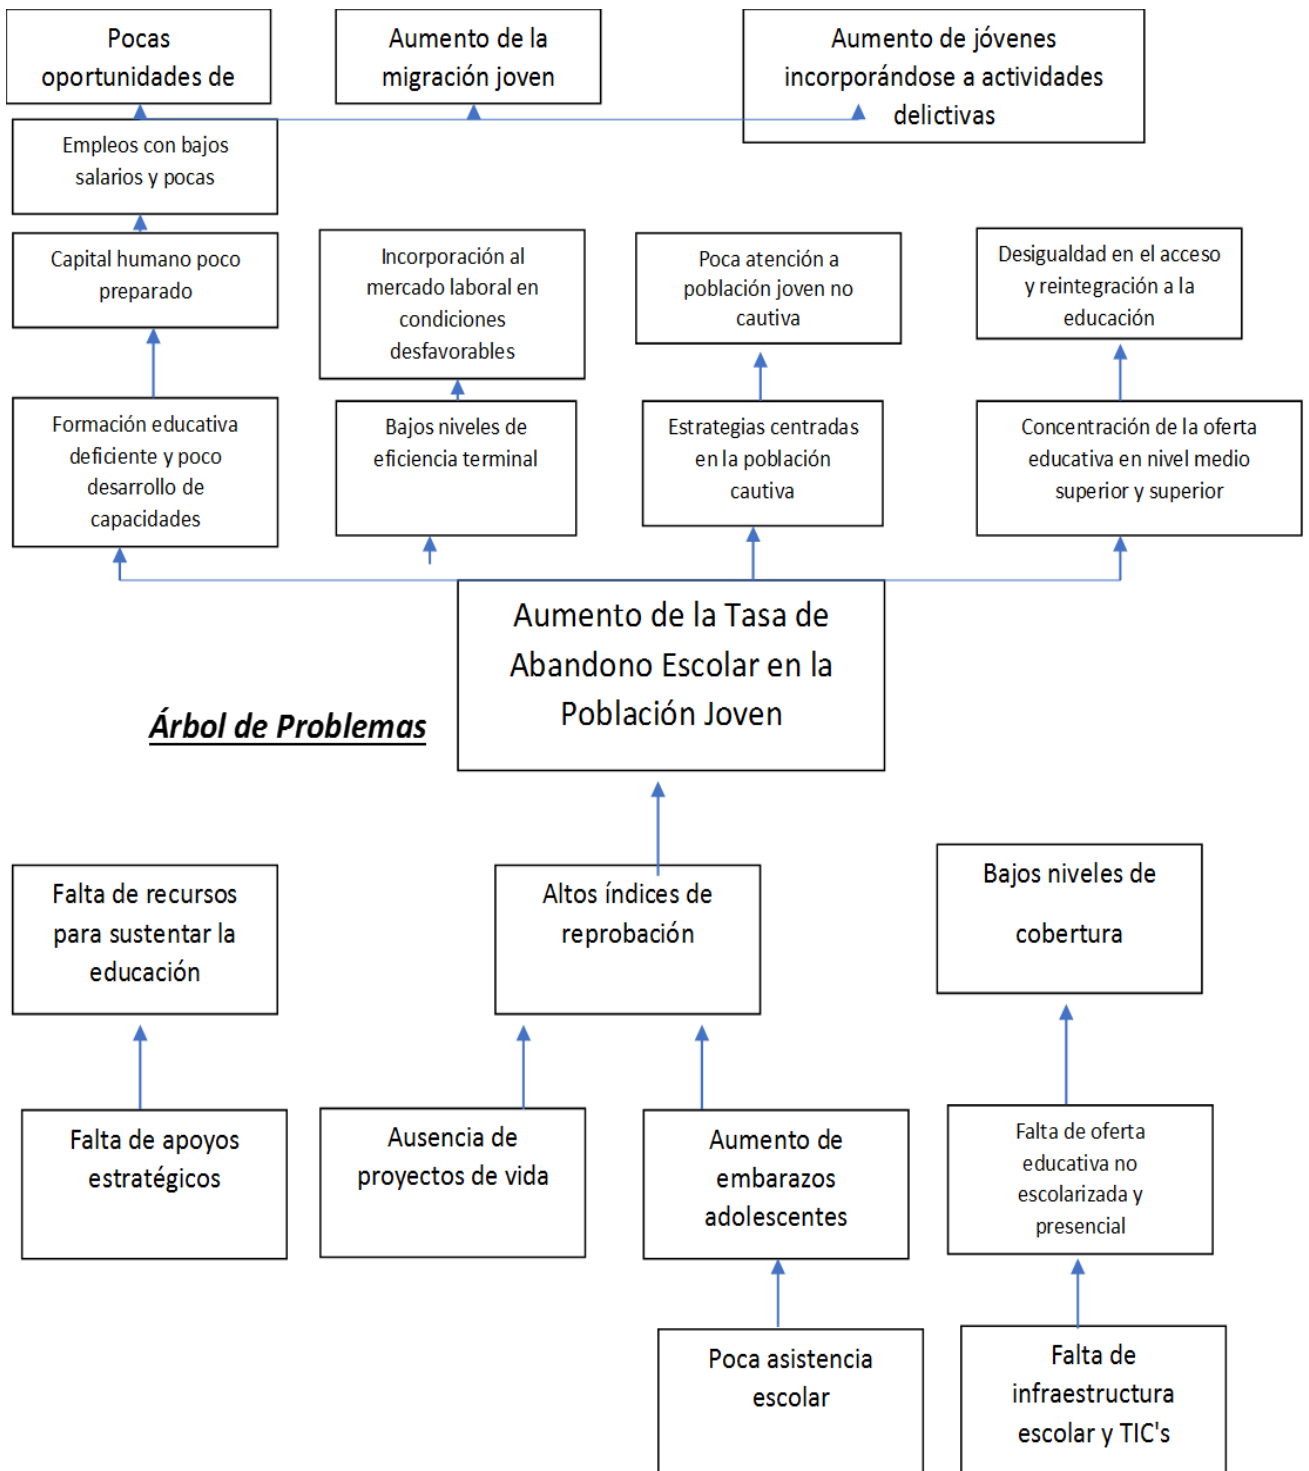 Pocas
oportunidades de
Aumento de la
migración joven
Aumento de jóvenes
incorporándose a actividades
delictivas
Empleos con bajos
salarios y pocas
Capital humano poco
preparado
Incorporación al
mercado laboral en
condiciones
desfavorables
Poca atención a
población joven no
cautiva
Desigualdad en el acceso
y reintegración a la
educación
Formación educativa
deficiente y poco
desarrollo de
capacidades
Bajos niveles de
eficiencia terminal
Estrategias centradas
en la población
cautiva
Concentración de la oferta
educativa en nivel medio
superior y superior
Aumento de la Tasa de
Abandono Escolar en la
Población Joven
Árbol de Problemas
Falta de recursos
para sustentar la
educación
Altos índices de
reprobación
Bajos niveles de
cobertura
Falta de apoyos
estratégicos
Ausencia de
proyectos de vida
Aumento de
embarazos
adolescentes
Falta de oferta
educativa no
escolarizada y
presencial
Poca asistencia
escolar
Falta de
infraestructura
escolar y TIC's